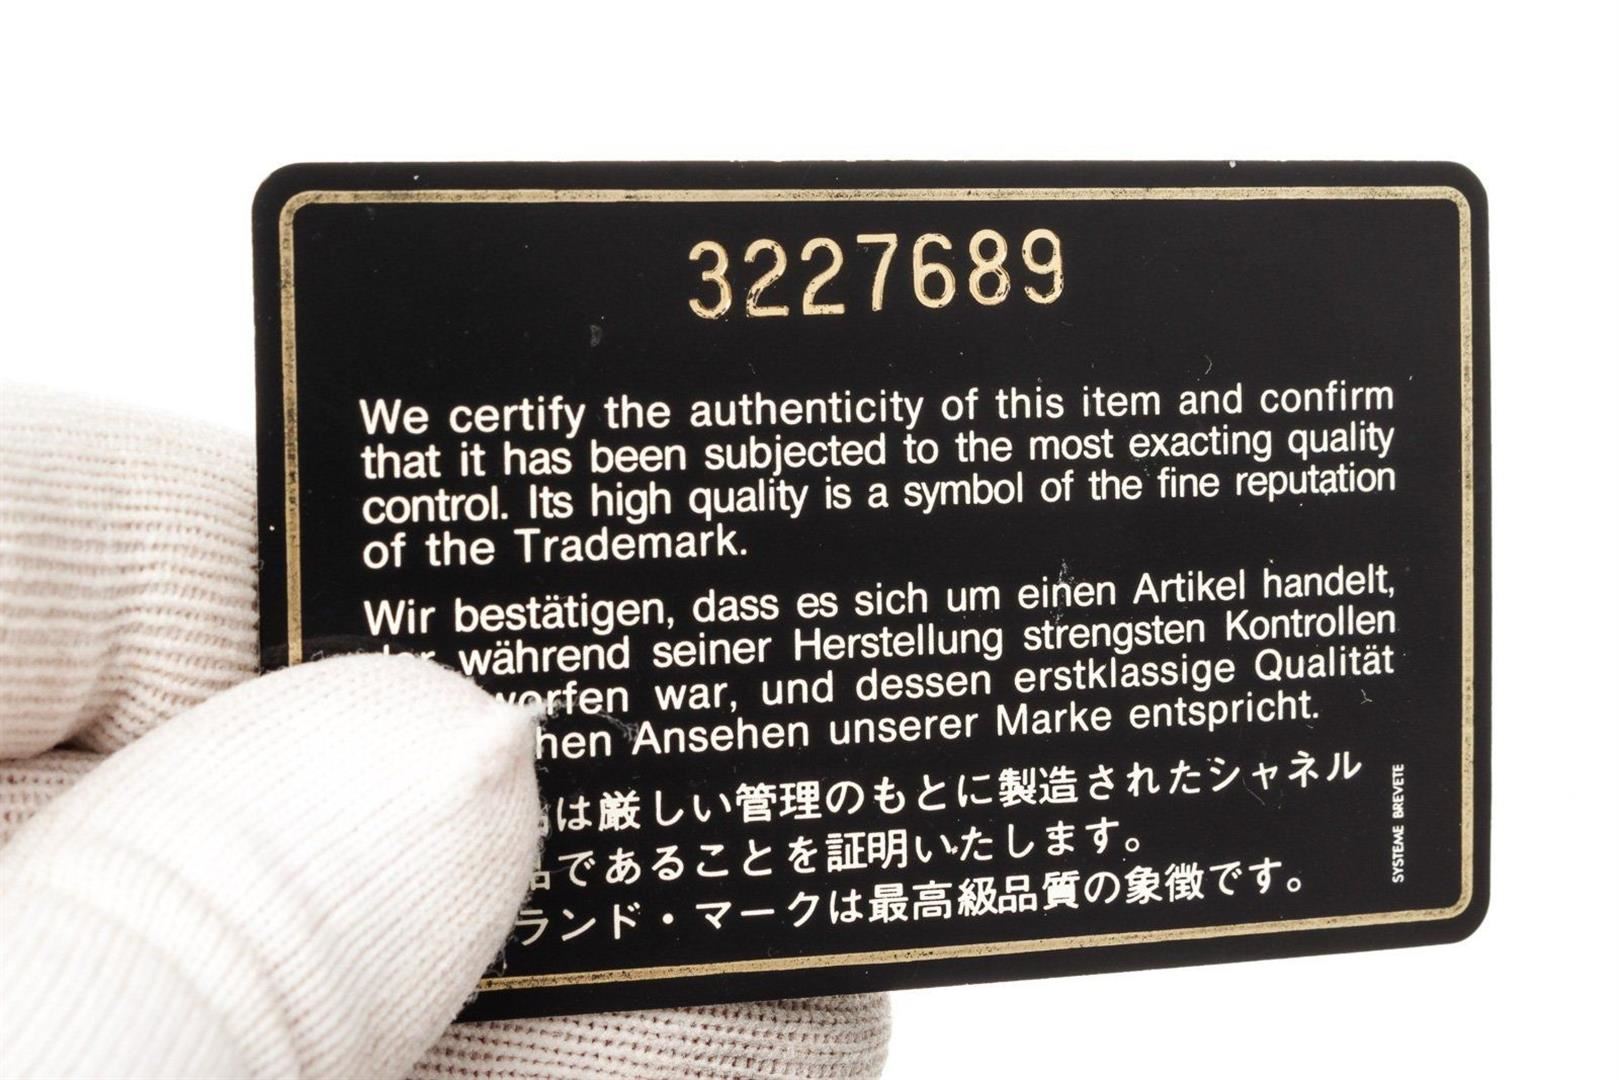 3227689
We certify the authenticity of this item and confirm
that it has been subjected to the most exacting quality
control. Its high quality is a symbol of the fine reputation
of the Trademark.
Wir bestätigen, dass es sich um einen Artikel handelt,
während seiner Herstellung strengsten Kontrollen
war, und dessen erstklassige Qualität
Ansehen unserer Marke entspricht.
は厳しい管理のもとに製造されたシャネル
であることを証明いたします。
ランド・マークは最高級品質の象徴です。
SYSTEME BREVETE